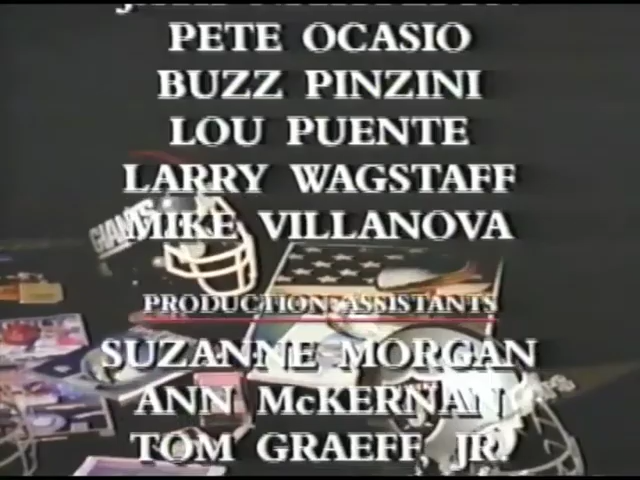 PETE OCASIO
BUZZ PINZINI
LOU PUENTE
LARRY WAGSTAFF
GIANTS
MIKE VILLANOVA
PRODUCTION ASSISTANTS
SUZANNE MORGAN
ANN McKERNAN
TOM GRAEFF, JR.